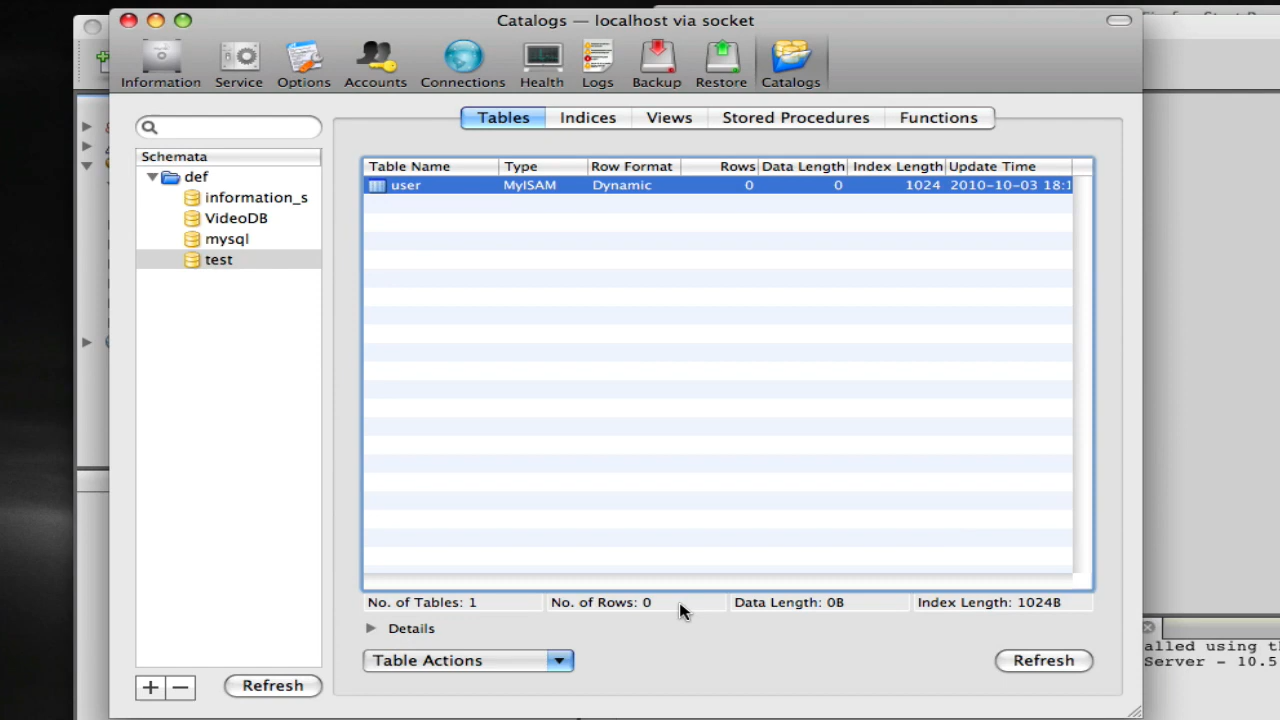 Catalogs — localhost via socket
Information Service Options Accounts Connections Health Logs Backup Restore Catalogs
Tables Indices Views Stored Procedures Functions
Schemata
def
information_s
VideoDB
mysql
test
Table Name Type Row Format Rows Data Length Index Length Update Time
user MyISAM Dynamic 0 0 1024 2010-10-03 18:1
No. of Tables: 1 No. of Rows: 0 Data Length: 0B Index Length: 1024B
Details
Table Actions
Refresh
Refresh
alled using th
Server - 10.5